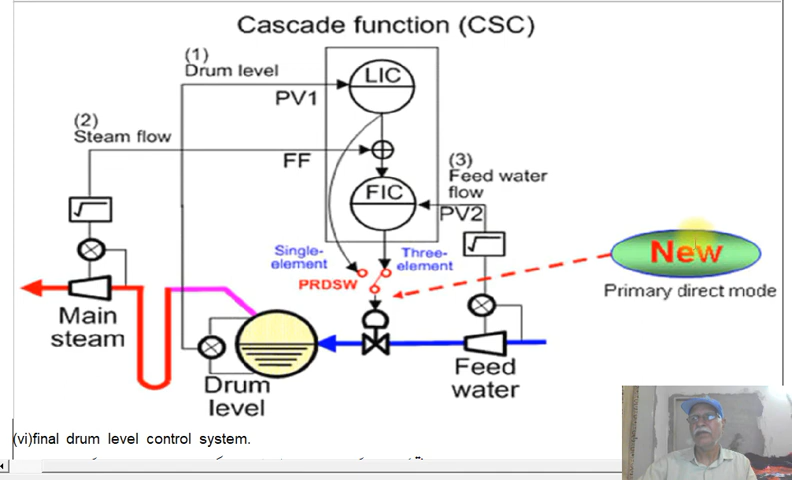 Cascade function (CSC)
(1)
Drum level
LIC
PV1
(2)
Steam flow
FF
(3)
Feed water
flow
FIC
PV2
Single-
element
Three-
element
PRDSW
New
Primary direct mode
Main
steam
Drum
level
Feed
water
(vi)final drum level control system.